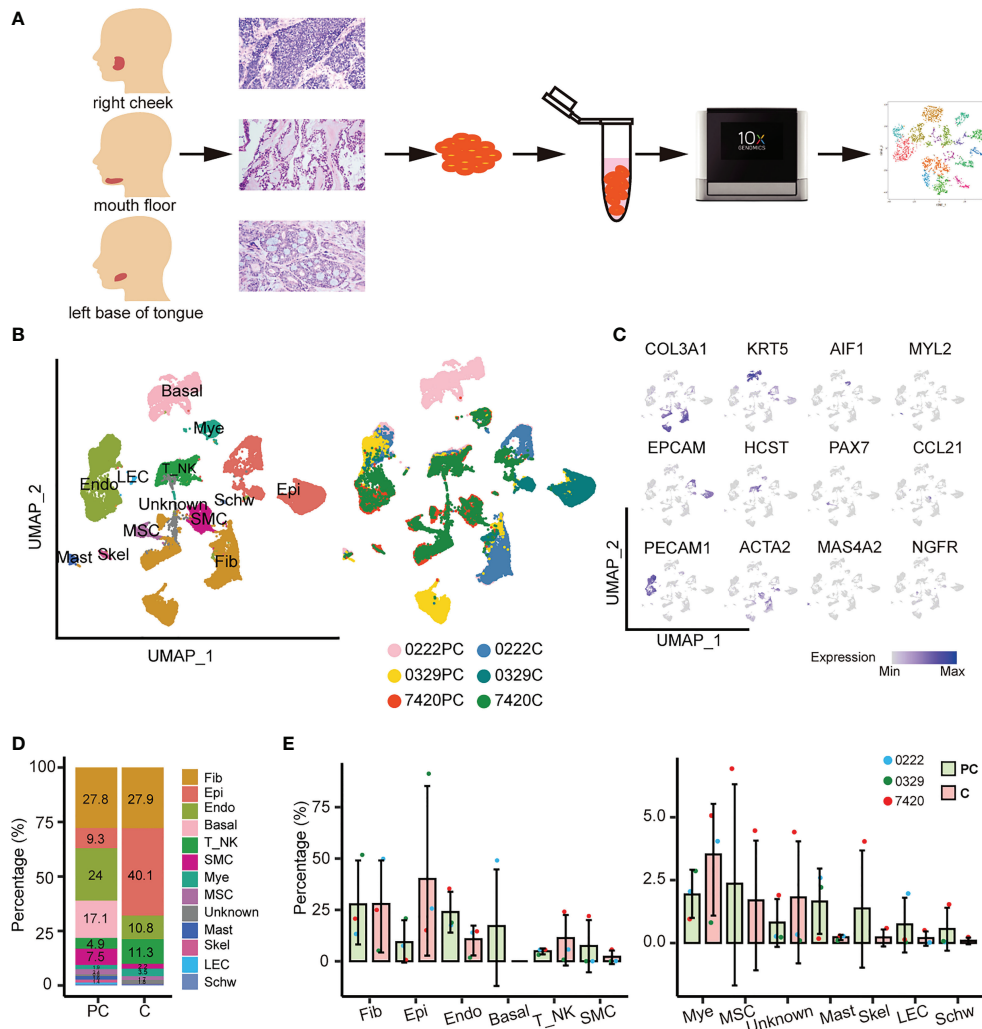 A
right cheek
mouth floor
left base of tongue
10x
GENOMICS
B
Basal
Mye
Endo
LEC
T_NK
Unknown
Schw
Epi
MSC
SMC
Mast
Skel
Fib
UMAP_2
UMAP_1
0222PC
0222C
0329PC
0329C
7420PC
7420C
C
COL3A1
KRT5
AIF1
MYL2
EPCAM
HCST
PAX7
CCL21
PECAM1
ACTA2
MAS4A2
NGFR
UMAP_2
UMAP_1
Expression
Min
Max
D
Percentage (%)
100
75
50
25
0
27.8
27.9
9.3
40.1
24
10.8
17.1
4.9
11.3
7.5
PC
C
Fib
Epi
Endo
Basal
T_NK
SMC
Mye
MSC
Unknown
Mast
Skel
LEC
Schw
E
Percentage (%)
75
50
25
0
Fib
Epi
Endo
Basal
T_NK
SMC
5.0
2.5
0.0
Mye
MSC
Unknown
Mast
Skel
LEC
Schw
0222
0329
7420
PC
C